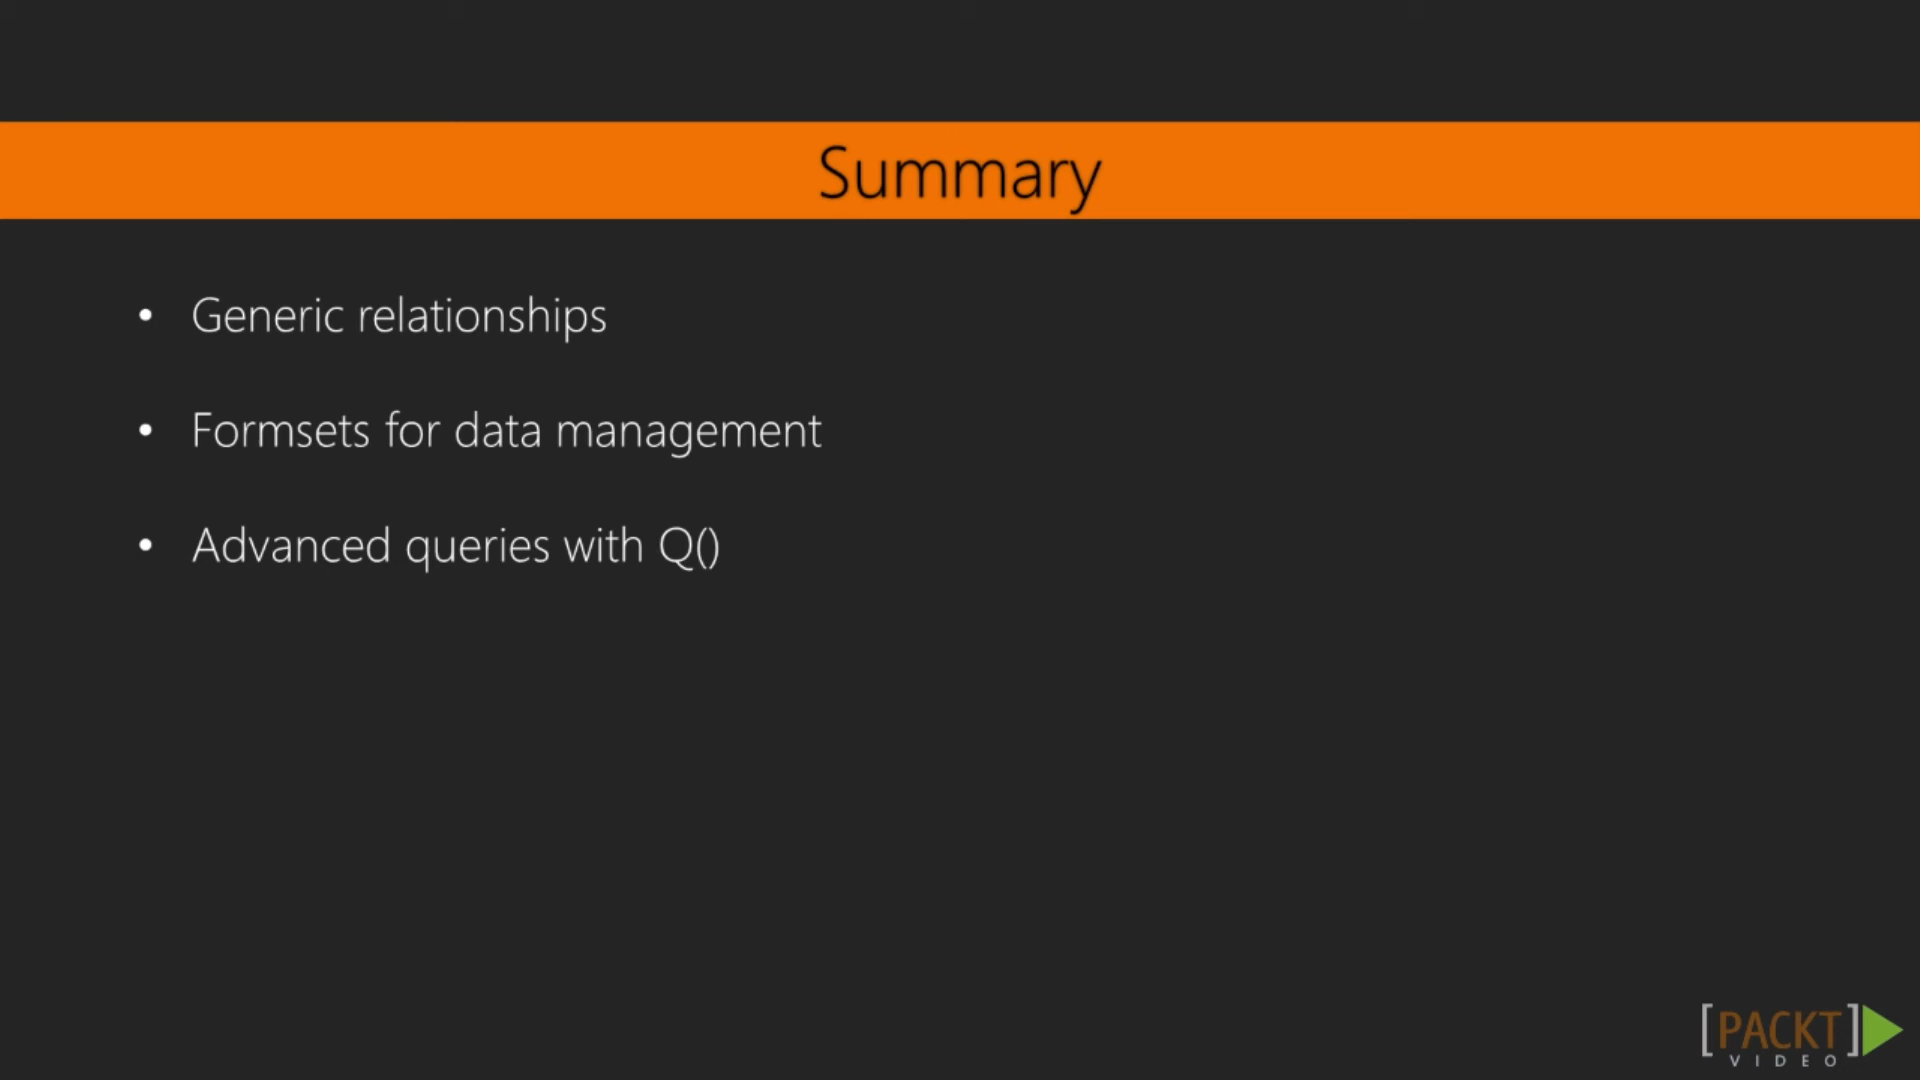 Summary
• Generic relationships
• Formsets for data management
• Advanced queries with Q()
[PACKT]
VIDEO